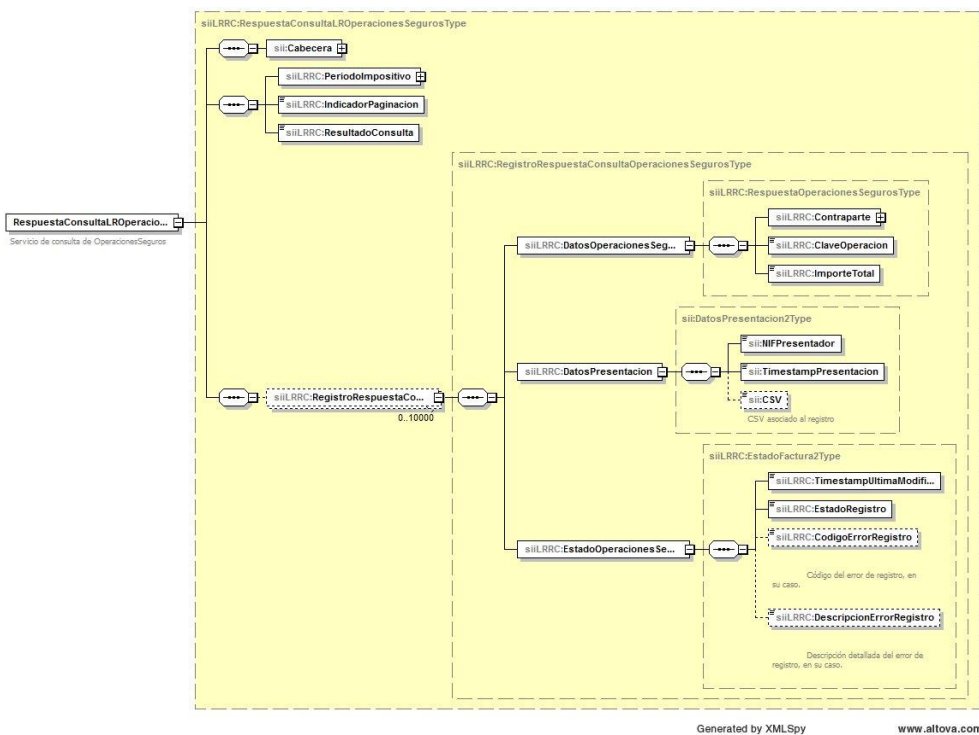 siiLRRC:RespuestaConsultaLROperacionesSegurosType
sii:Cabecera
siiLRRC:PeriodoImpositivo
siiLRRC:IndicadorPaginacion
siiLRRC:ResultadoConsulta
siiLRRC:RegistroRespuestaConsultaOperacionesSegurosType
siiLRRC:RespuestaOperacionesSegurosType
RespuestaConsultaLROperacio...
Servicio de consulta de OperacionesSeguros
siiLRRC:DatosOperacionesSeg...
siiLRRC:Contraparte
siiLRRC:ClaveOperacion
siiLRRC:ImporteTotal
sii:DatosPresentacion2Type
siiLRRC:DatosPresentacion
sii:NIFPresentador
sii:TimestampPresentacion
sii:CSV
CSV asociado al registro
siiLRRC:RegistroRespuestaCo...
0..10000
siiLRRC:EstadoFactura2Type
siiLRRC:EstadoOperacionesSe...
siiLRRC:TimestampUltimaModifi...
siiLRRC:EstadoRegistro
siiLRRC:CodigoErrorRegistro
Código del error de registro, en
su caso.
siiLRRC:DescripcionErrorRegistro
Descripción detallada del error de
registro, en su caso.
Generated by XMLSpy
www.altova.com